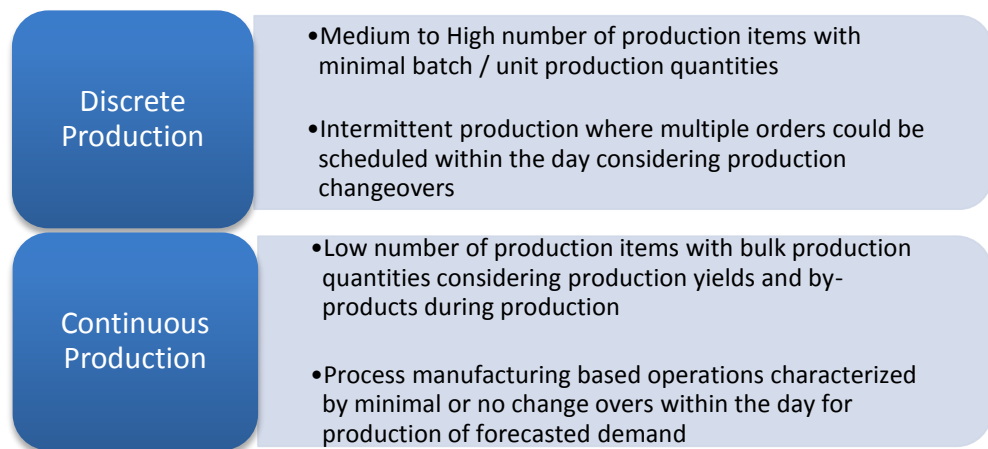 Discrete
Production
•Medium to High number of production items with
minimal batch / unit production quantities
•Intermittent production where multiple orders could be
scheduled within the day considering production
changeovers
Continuous
Production
•Low number of production items with bulk production
quantities considering production yields and by-
products during production
•Process manufacturing based operations characterized
by minimal or no change overs within the day for
production of forecasted demand